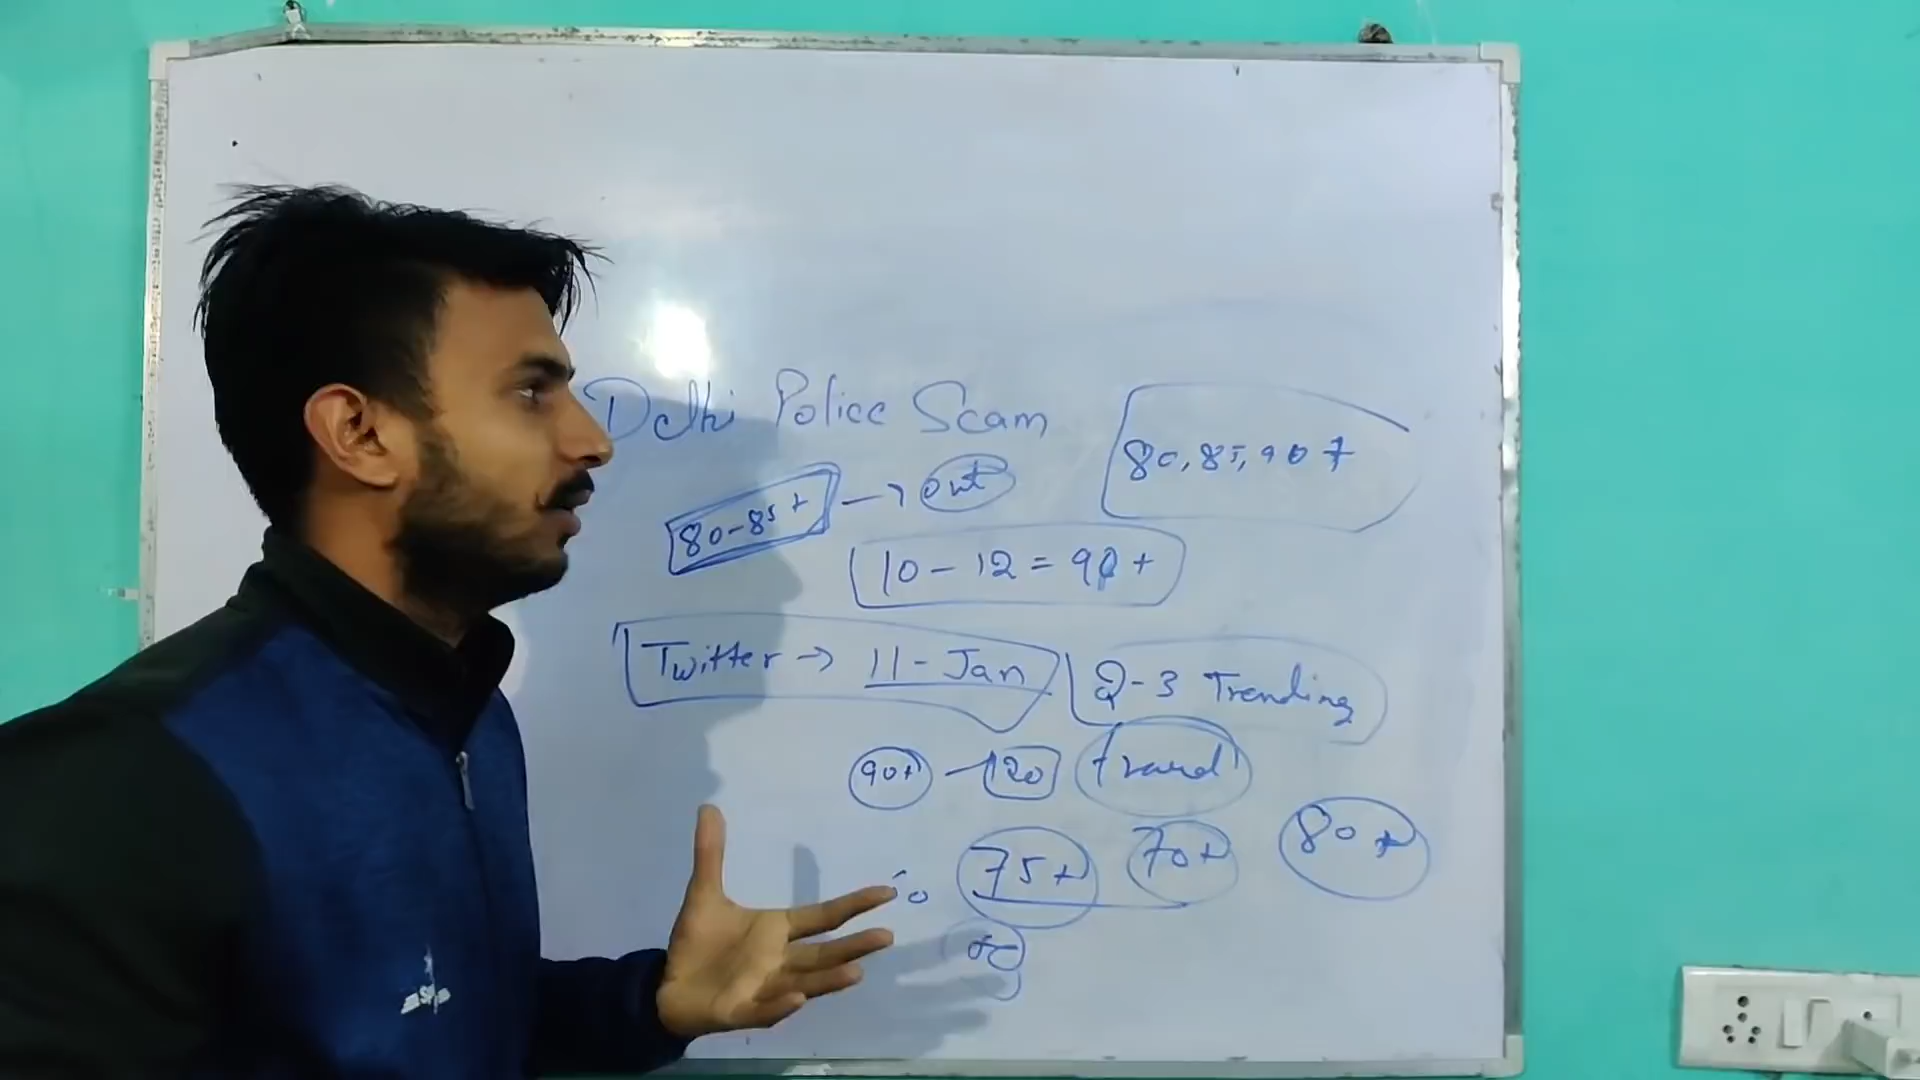 Delhi Police Scam
80, 85, 90 +
80-85 + → out
10 - 12 = 90 +
Twitter → 11 - Jan
Q-3 Trending
90+ - 120 fraud
75+ 70+ 80+